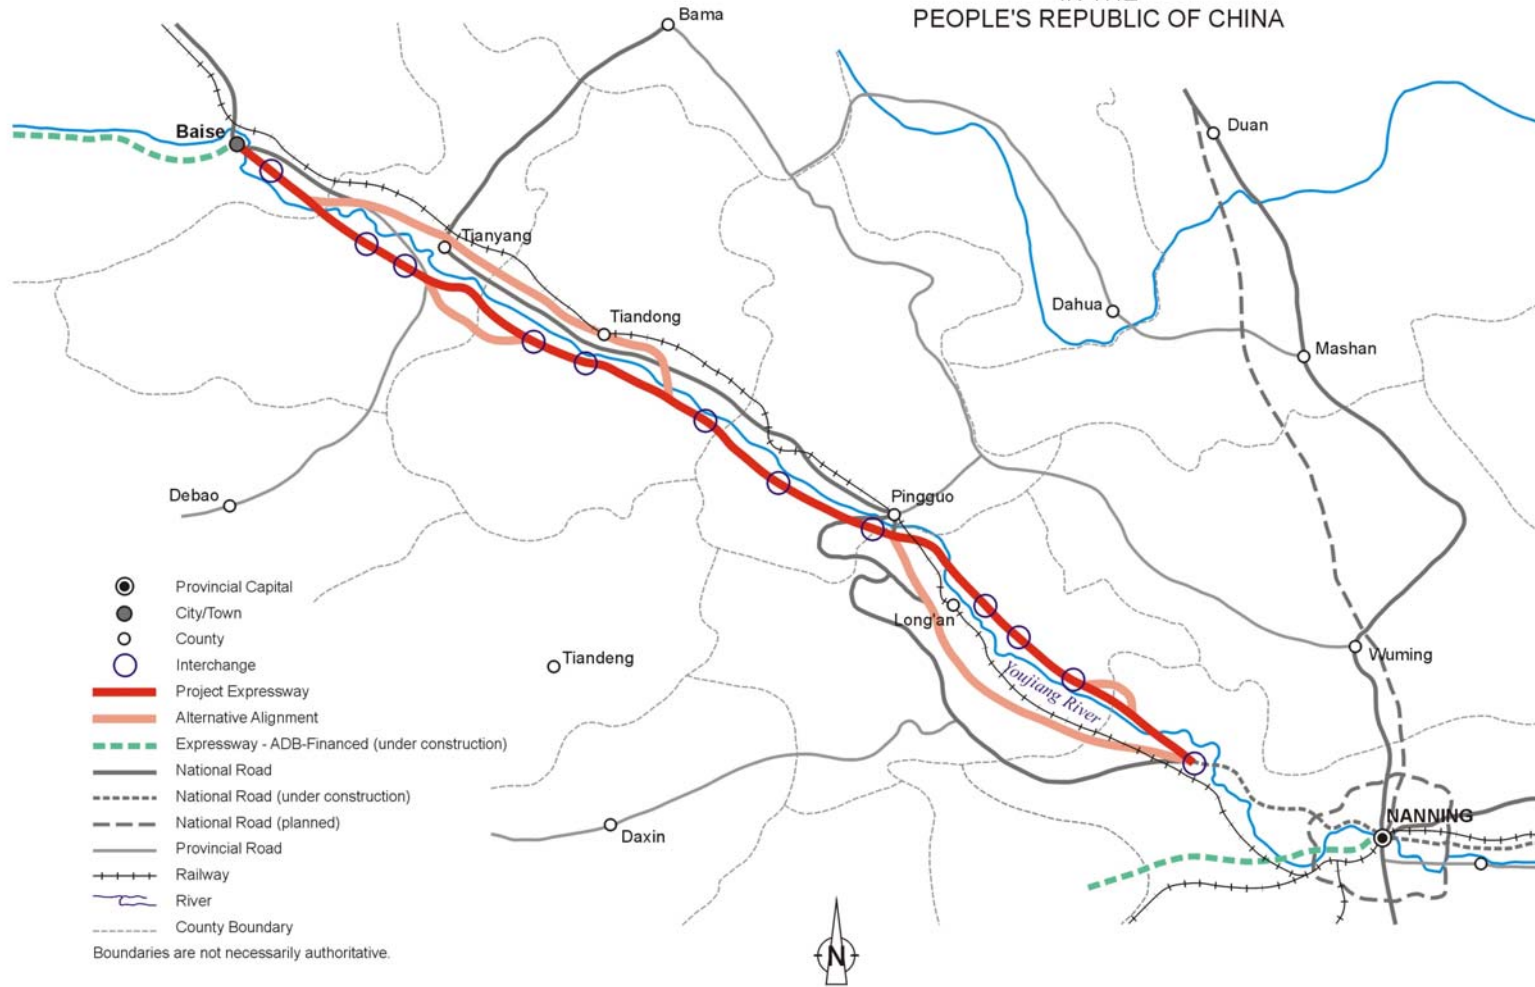 PEOPLE'S REPUBLIC OF CHINA
Bama
Duan
Baise
Tianyang
Dahua
Tiandong
Mashan
Debao
Pingguo
Long'an
Tiandeng
Wuming
Youjiang River
Daxin
NANNING
Provincial Capital
City/Town
County
Interchange
Project Expressway
Alternative Alignment
Expressway - ADB-Financed (under construction)
National Road
National Road (under construction)
National Road (planned)
Provincial Road
Railway
River
County Boundary
Boundaries are not necessarily authoritative.
N